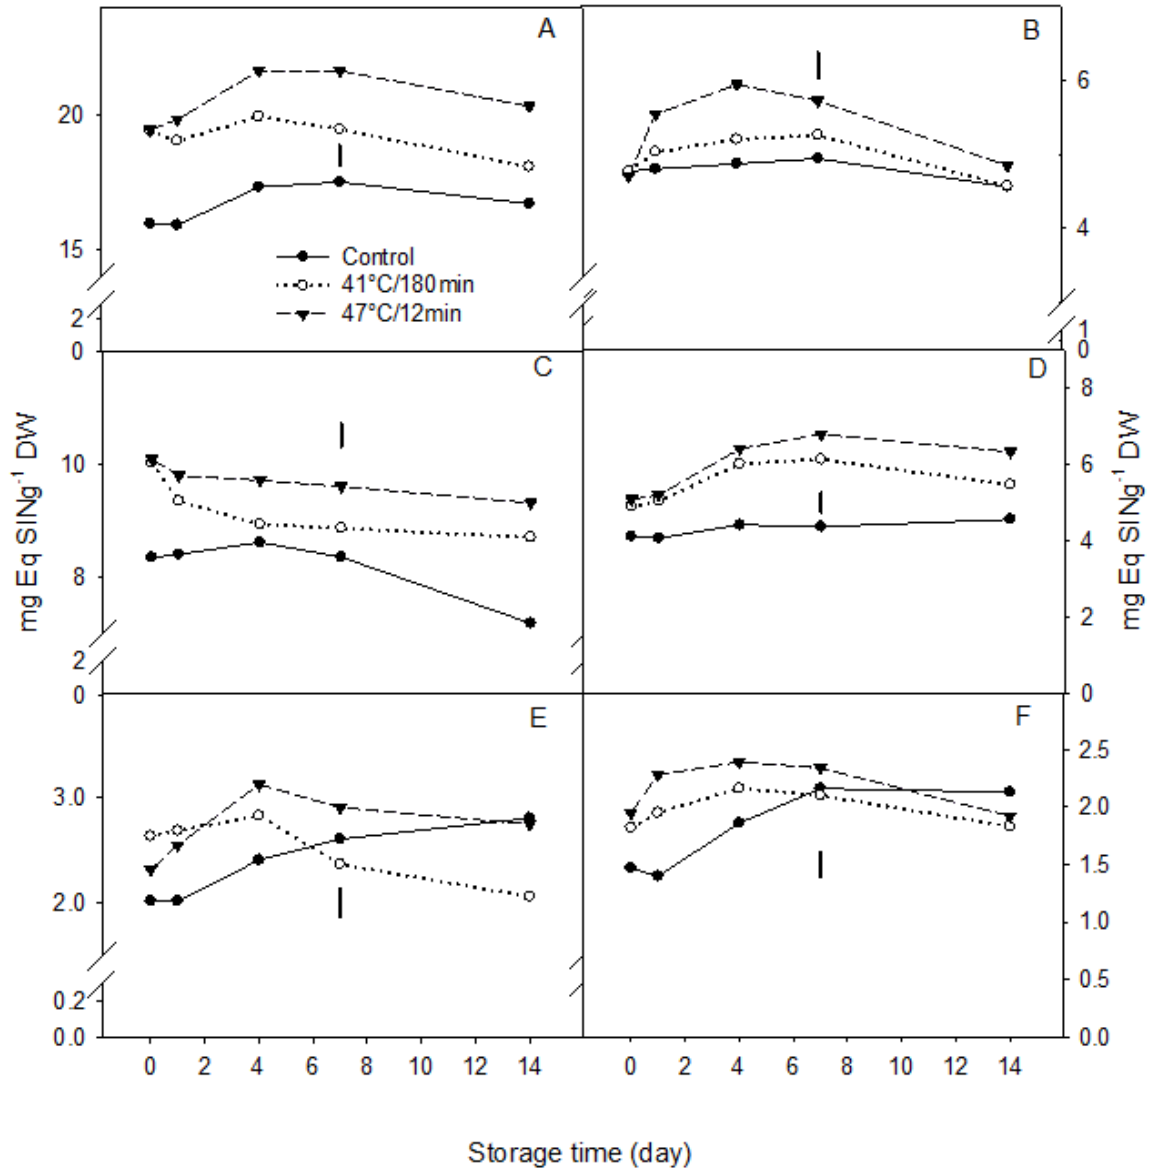 A
20
15
2
0
Control
41°C/180min
47°C/12min
B
6
4
1
0
C
10
8
2
0
D
8
6
4
2
0
mg Eq SINg⁻¹ DW
mg Eq SINg⁻¹ DW
E
3.0
2.0
0.2
0.0
F
2.5
2.0
1.5
1.0
0.5
0.0
0 2 4 6 8 10 12 14
0 2 4 6 8 10 12 14
Storage time (day)